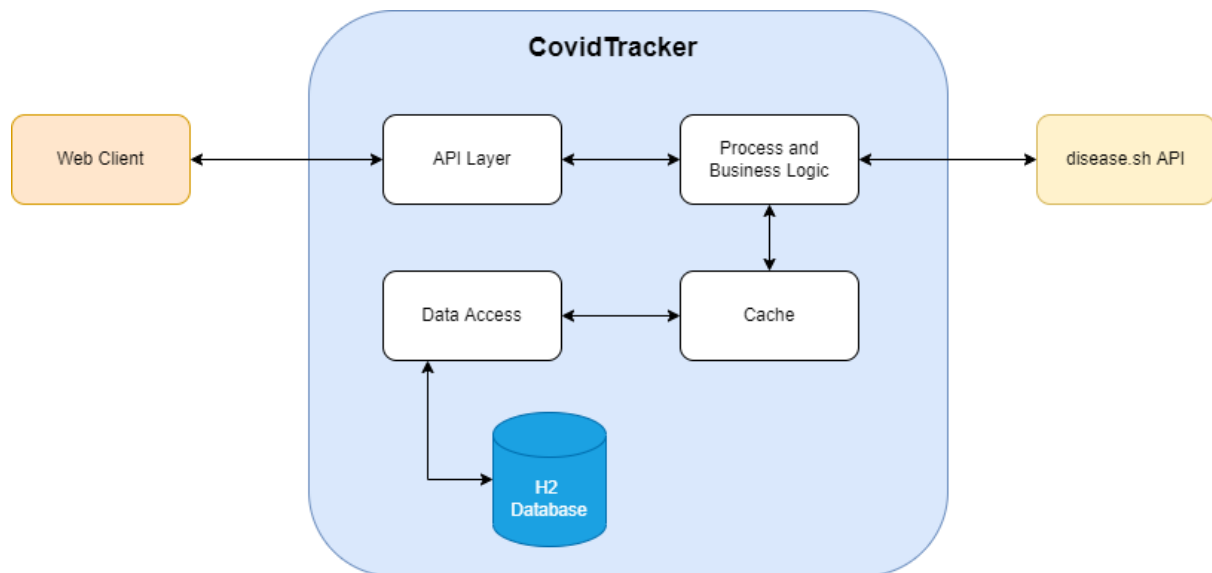 CovidTracker
Web Client
API Layer
Process and
Business Logic
disease.sh API
Data Access
Cache
H2
Database